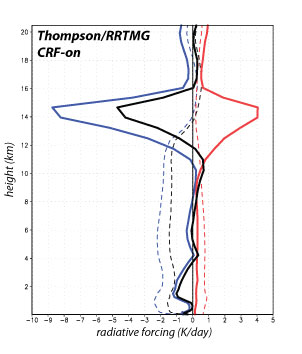 Thompson/RRTMG
CRF-on
20
18
16
14
12
10
8
6
4
2
height (km)
−10 −9 −8 −7 −6 −5 −4 −3 −2 −1 0 1 2 3 4 5
radiative forcing (K/day)